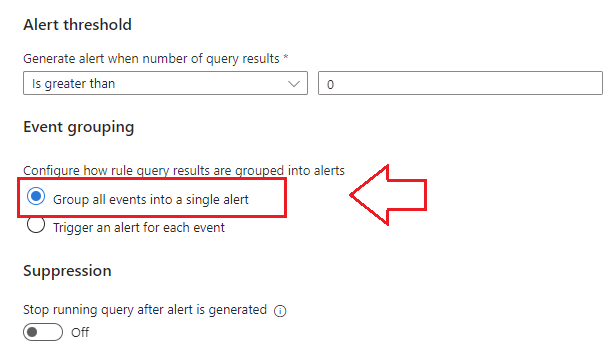 Alert threshold
Generate alert when number of query results *
Is greater than
0
Event grouping
Configure how rule query results are grouped into alerts
Group all events into a single alert
Trigger an alert for each event
Suppression
Stop running query after alert is generated
Off